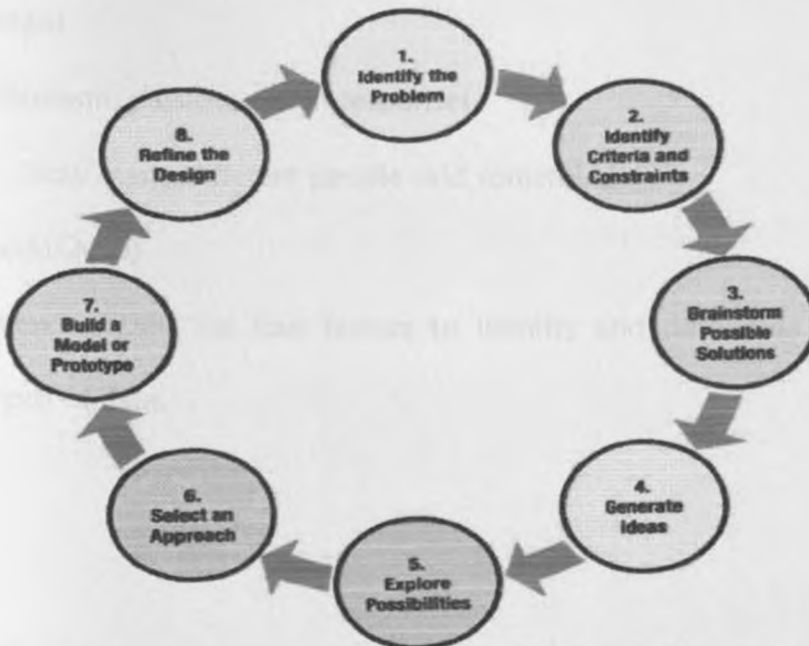 1.
Identify the
Problem
2.
Identify
Criteria and
Constraints
3.
Brainstorm
Possible
Solutions
4.
Generate
Ideas
5.
Explore
Possibilities
6.
Select an
Approach
7.
Build a
Model or
Prototype
8.
Refine the
Design